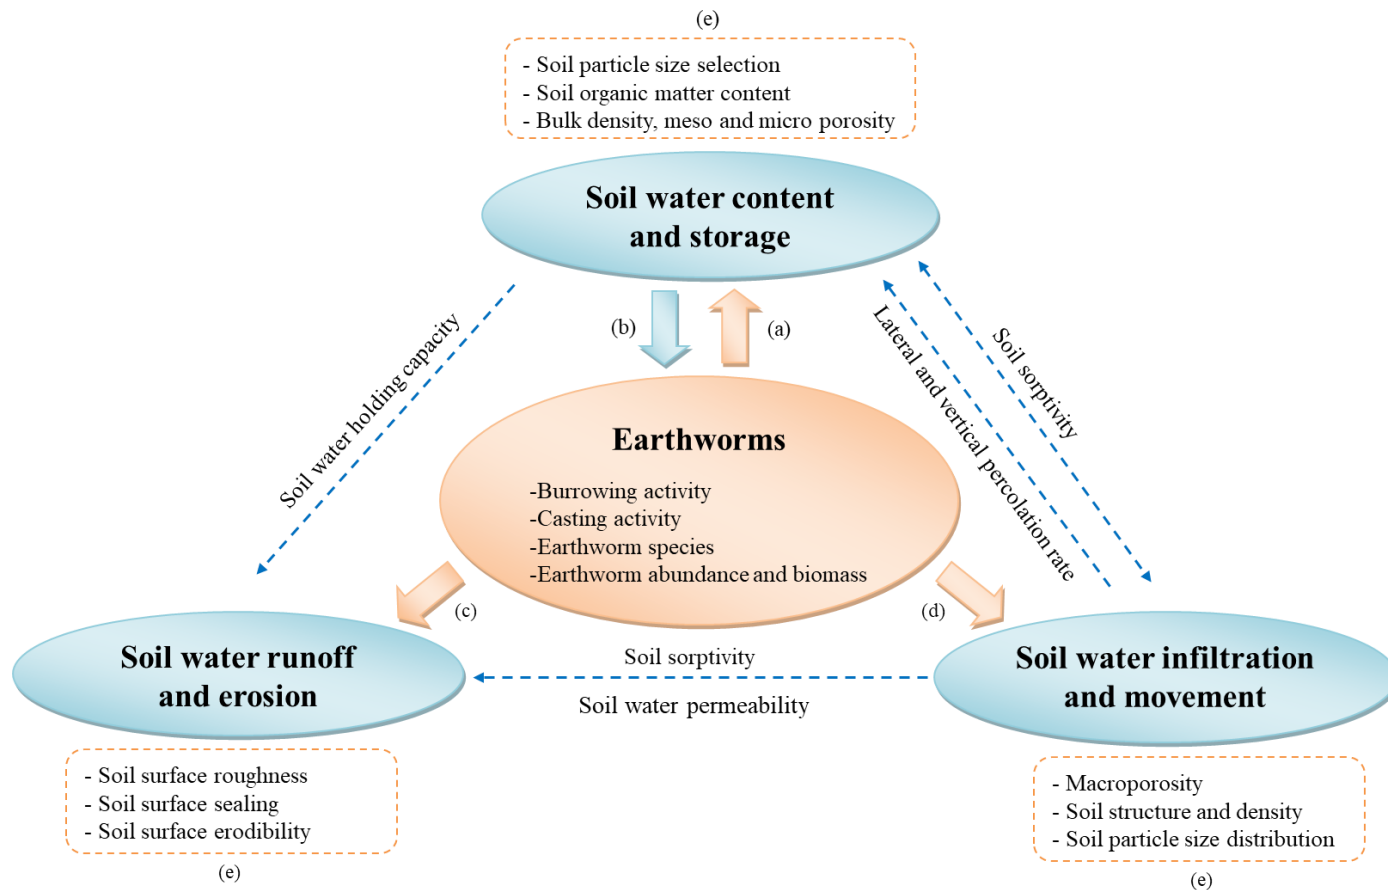 (e)
- Soil particle size selection
- Soil organic matter content
- Bulk density, meso and micro porosity
Soil water content
and storage
(b)
(a)
Soil water holding capacity
Lateral and vertical percolation rate
Soil sorptivity
Earthworms
-Burrowing activity
-Casting activity
-Earthworm species
-Earthworm abundance and biomass
(c)
(d)
Soil water runoff
and erosion
Soil sorptivity
Soil water permeability
Soil water infiltration
and movement
- Soil surface roughness
- Soil surface sealing
- Soil surface erodibility
(e)
- Macroporosity
- Soil structure and density
- Soil particle size distribution
(e)